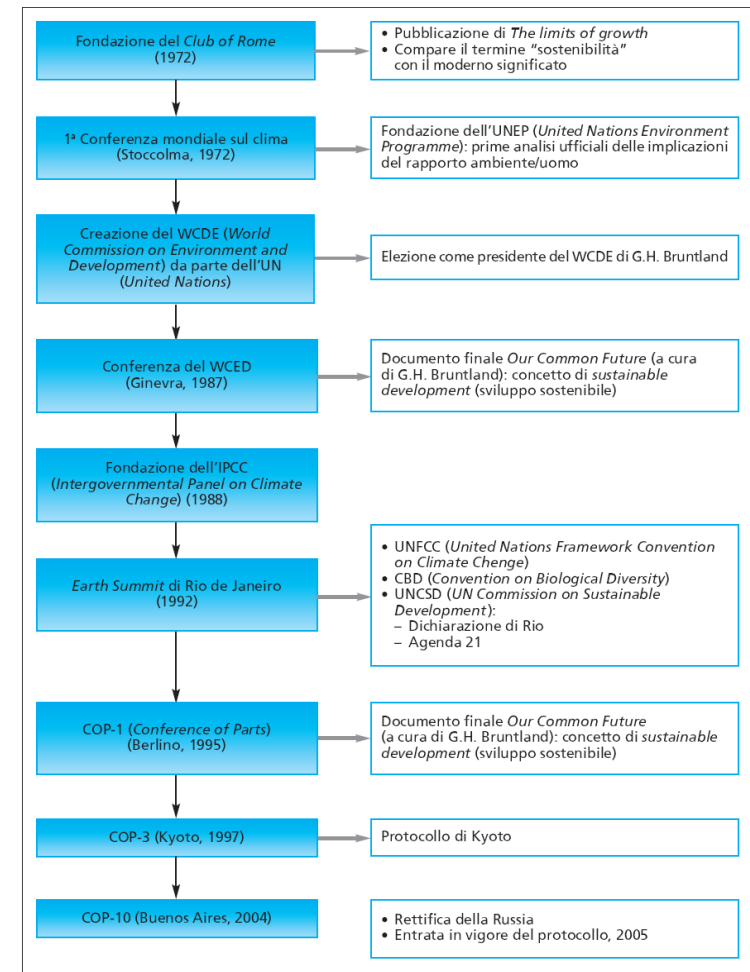 Fondazione del Club of Rome
(1972)
• Pubblicazione di The limits of growth
• Compare il termine “sostenibilità”
con il moderno significato
1ª Conferenza mondiale sul clima
(Stoccolma, 1972)
Fondazione dell’UNEP (United Nations Environment
Programme): prime analisi ufficiali delle implicazioni
del rapporto ambiente/uomo
Creazione del WCDE (World
Commission on Environment and
Development) da parte dell’UN
(United Nations)
Elezione come presidente del WCDE di G.H. Bruntland
Conferenza del WCED
(Ginevra, 1987)
Documento finale Our Common Future (a cura
di G.H. Bruntland): concetto di sustainable
development (sviluppo sostenibile)
Fondazione dell’IPCC
(Intergovernmental Panel on Climate
Change) (1988)
Earth Summit di Rio de Janeiro
(1992)
• UNFCC (United Nations Framework Convention
on Climate Chenge)
• CBD (Convention on Biological Diversity)
• UNCSD (UN Commission on Sustainable
Development):
– Dichiarazione di Rio
– Agenda 21
COP-1 (Conference of Parts)
(Berlino, 1995)
Documento finale Our Common Future
(a cura di G.H. Bruntland): concetto di sustainable
development (sviluppo sostenibile)
COP-3 (Kyoto, 1997)
Protocollo di Kyoto
COP-10 (Buenos Aires, 2004)
• Rettifica della Russia
• Entrata in vigore del protocollo, 2005